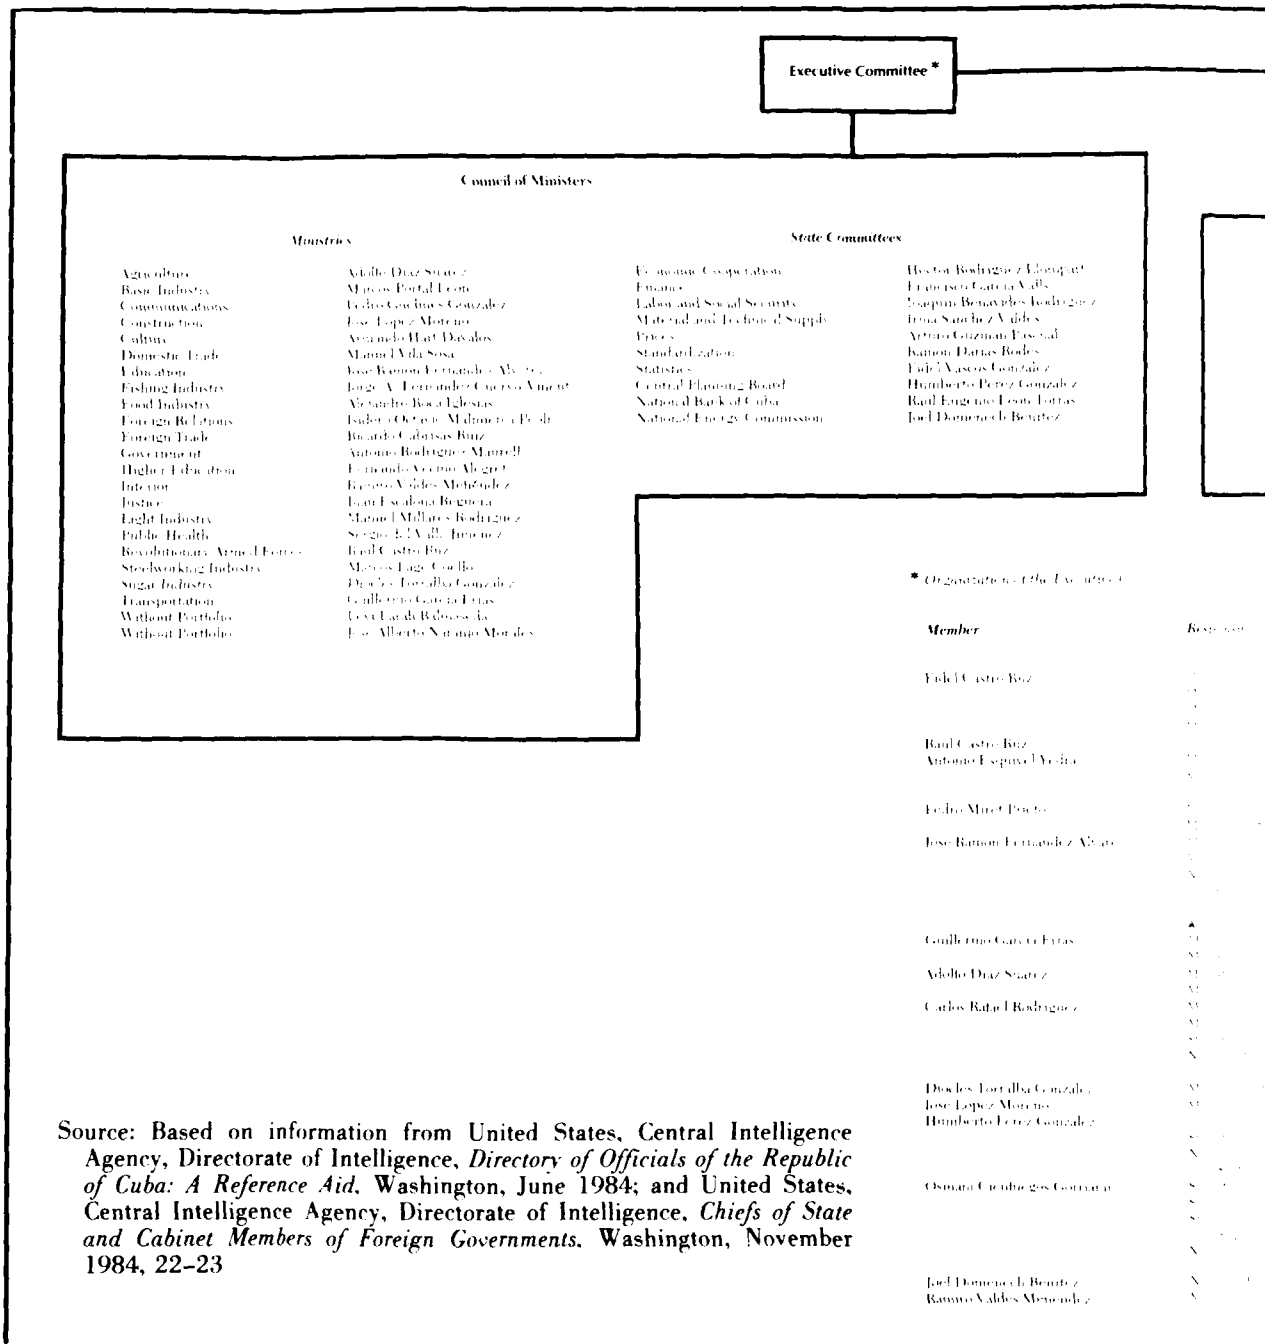 Executive Committee *
Council of Ministers
Ministries
State Committees
Agriculture Adolfo Diaz Suarez
Basic Industry Marcos Portal Leon
Communications Pedro Guelmes Gonzalez
Construction Jose Lopez Moreno
Culture Armando Hart Davalos
Domestic Trade Manuel Vila Sosa
Education Jose Ramon Fernandez Alvarez
Fishing Industry Jorge A. Fernandez Cuervo Vinent
Food Industry Alejandro Roca Iglesias
Foreign Relations Isidoro Octavio Malmierca Peoli
Foreign Trade Ricardo Cabrisas Ruiz
Government Antonio Rodriguez Maurell
Higher Education Fernando Vecino Alegret
Interior Ramiro Valdes Menendez
Justice Juan Escalona Reguera
Light Industry Manuel Millares Rodriguez
Public Health Sergio del Valle Jimenez
Revolutionary Armed Forces Raul Castro Ruz
Steelworking Industry Marcos Lage Coello
Sugar Industry Diocles Torralba Gonzalez
Transportation Guillermo Garcia Frias
Without Portfolio Levi Farah Balmaseda
Without Portfolio Jose Alberto Naranjo Morales
Economic Cooperation Hector Rodriguez Llompart
Finance Francisco Garcia Valls
Labor and Social Security Joaquin Benavides Rodriguez
Material and Technical Supply Irma Sanchez Valdes
Prices Arturo Guzman Pascual
Standardization Ramon Darias Rodes
Statistics Fidel Vascos Gonzalez
Central Planning Board Humberto Perez Gonzalez
National Bank of Cuba Raul Eugenio Leon Torras
National Energy Commission Joel Domenech Benitez
* Organization of the Executive
Member
Fidel Castro Ruz
Raul Castro Ruz
Antonio Esquivel Yedra
Pedro Miret Prieto
Jose Ramon Fernandez Alvare
Guillermo Garcia Frias
Adolfo Diaz Suarez
Carlos Rafael Rodriguez
Diocles Torralba Gonzalez
Jose Lopez Moreno
Humberto Perez Gonzalez
Osmani Cienfuegos Gorriaran
Joel Domenech Benitez
Ramiro Valdes Menendez
Source: Based on information from United States, Central Intelligence
Agency, Directorate of Intelligence, Directory of Officials of the Republic
of Cuba: A Reference Aid, Washington, June 1984; and United States,
Central Intelligence Agency, Directorate of Intelligence, Chiefs of State
and Cabinet Members of Foreign Governments, Washington, November
1984, 22–23